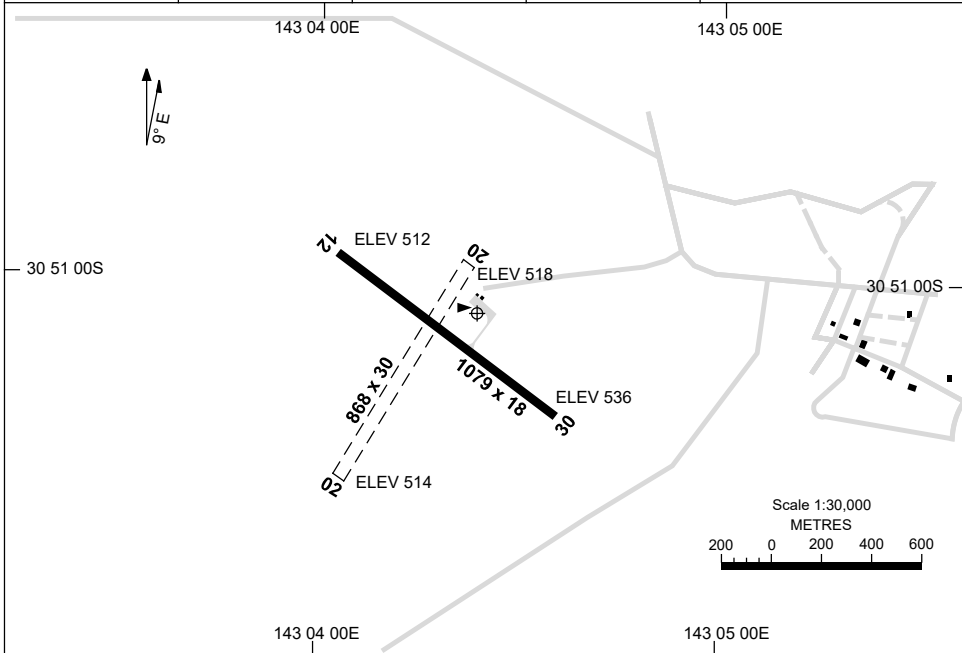 143 04 00E
143 05 00E
9° E
12
ELEV 512
20
ELEV 518
30 51 00S
30 51 00S
868 x 30
1079 x 18
ELEV 536
30
02
ELEV 514
Scale 1:30,000
METRES
200 0 200 400 600
143 04 00E
143 05 00E